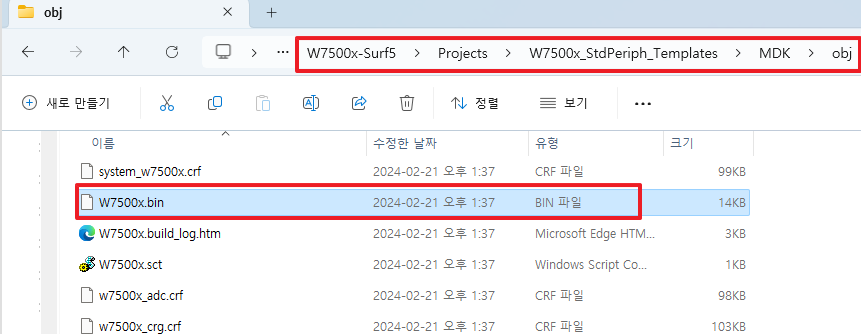 obj
W7500x-Surf5 > Projects > W7500x_StdPeriph_Templates > MDK > obj
새로 만들기 정렬 보기
이름 수정한 날짜 유형 크기
system_w7500x.crf 2024-02-21 오후 1:37 CRF 파일 99KB
W7500x.bin 2024-02-21 오후 1:37 BIN 파일 14KB
W7500x.build_log.htm 2024-02-21 오후 1:37 Microsoft Edge HTM... 3KB
W7500x.sct 2024-02-21 오후 1:37 Windows Script Co... 1KB
w7500x_adc.crf 2024-02-21 오후 1:37 CRF 파일 98KB
w7500x_crg.crf 2024-02-21 오후 1:37 CRF 파일 103KB